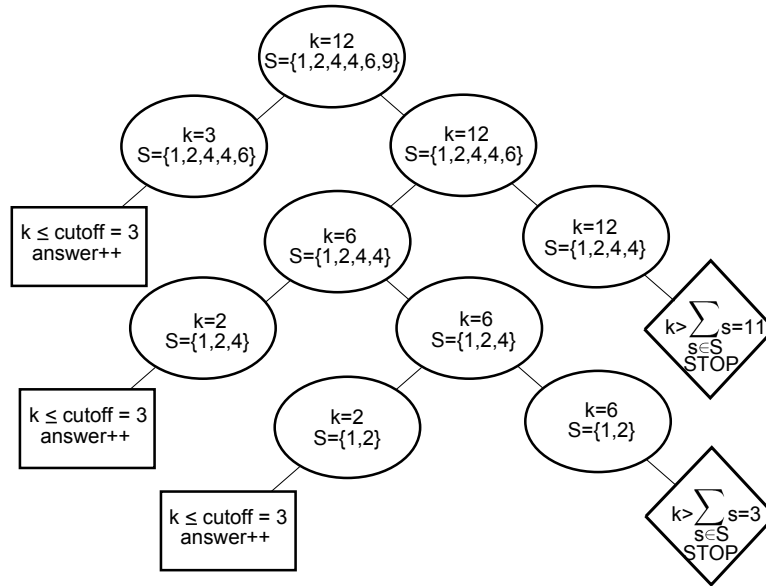 k=12
S={1,2,4,4,6,9}
k=3
S={1,2,4,4,6}
k=12
S={1,2,4,4,6}
k ≤ cutoff = 3
answer++
k=6
S={1,2,4,4}
k=12
S={1,2,4,4}
k=2
S={1,2,4}
k=6
S={1,2,4}
k>∑s=11
s∈S
STOP
k ≤ cutoff = 3
answer++
k=2
S={1,2}
k=6
S={1,2}
k ≤ cutoff = 3
answer++
k>∑s=3
s∈S
STOP